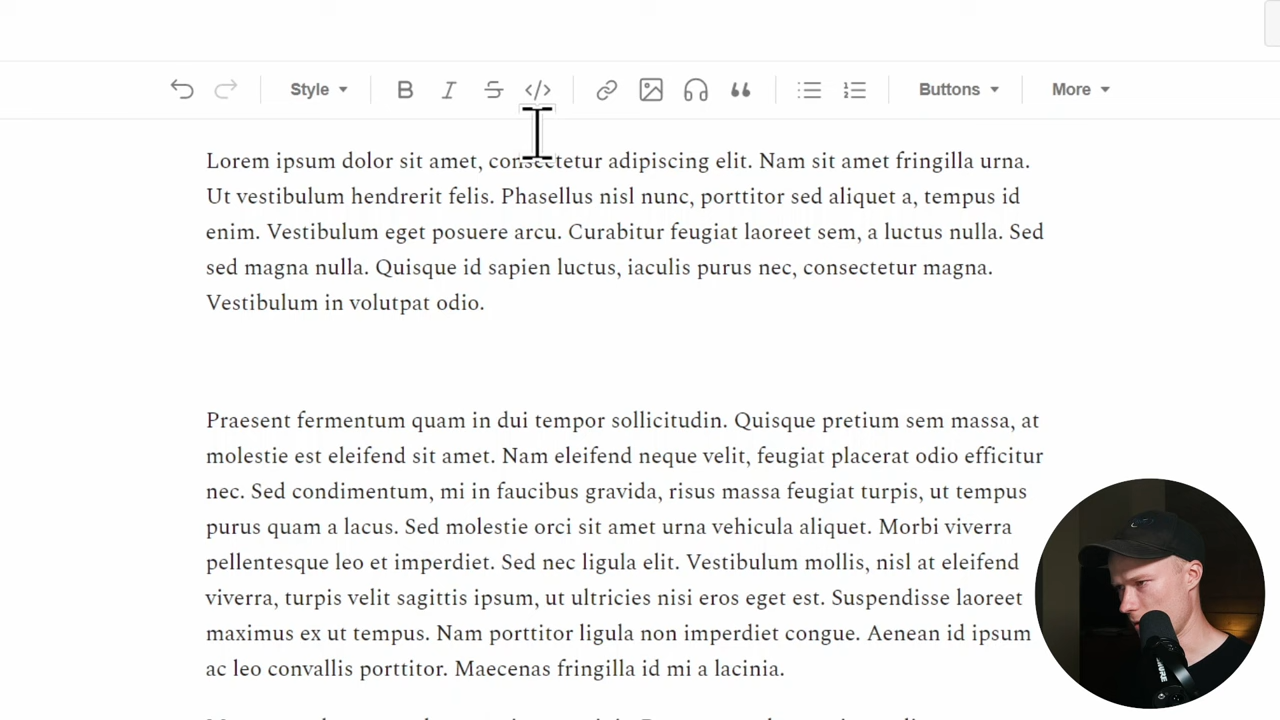 Style
Buttons
More
Lorem ipsum dolor sit amet, consectetur adipiscing elit. Nam sit amet fringilla urna.
Ut vestibulum hendrerit felis. Phasellus nisl nunc, porttitor sed aliquet a, tempus id
enim. Vestibulum eget posuere arcu. Curabitur feugiat laoreet sem, a luctus nulla. Sed
sed magna nulla. Quisque id sapien luctus, iaculis purus nec, consectetur magna.
Vestibulum in volutpat odio.
Praesent fermentum quam in dui tempor sollicitudin. Quisque pretium sem massa, at
molestie est eleifend sit amet. Nam eleifend neque velit, feugiat placerat odio efficitur
nec. Sed condimentum, mi in faucibus gravida, risus massa feugiat turpis, ut tempus
purus quam a lacus. Sed molestie orci sit amet urna vehicula aliquet. Morbi viverra
pellentesque leo et imperdiet. Sed nec ligula elit. Vestibulum mollis, nisl at eleifend
viverra, turpis velit sagittis ipsum, ut ultricies nisi eros eget est. Suspendisse laoreet
maximus ex ut tempus. Nam porttitor ligula non imperdiet congue. Aenean id ipsum
ac leo convallis porttitor. Maecenas fringilla id mi a lacinia.